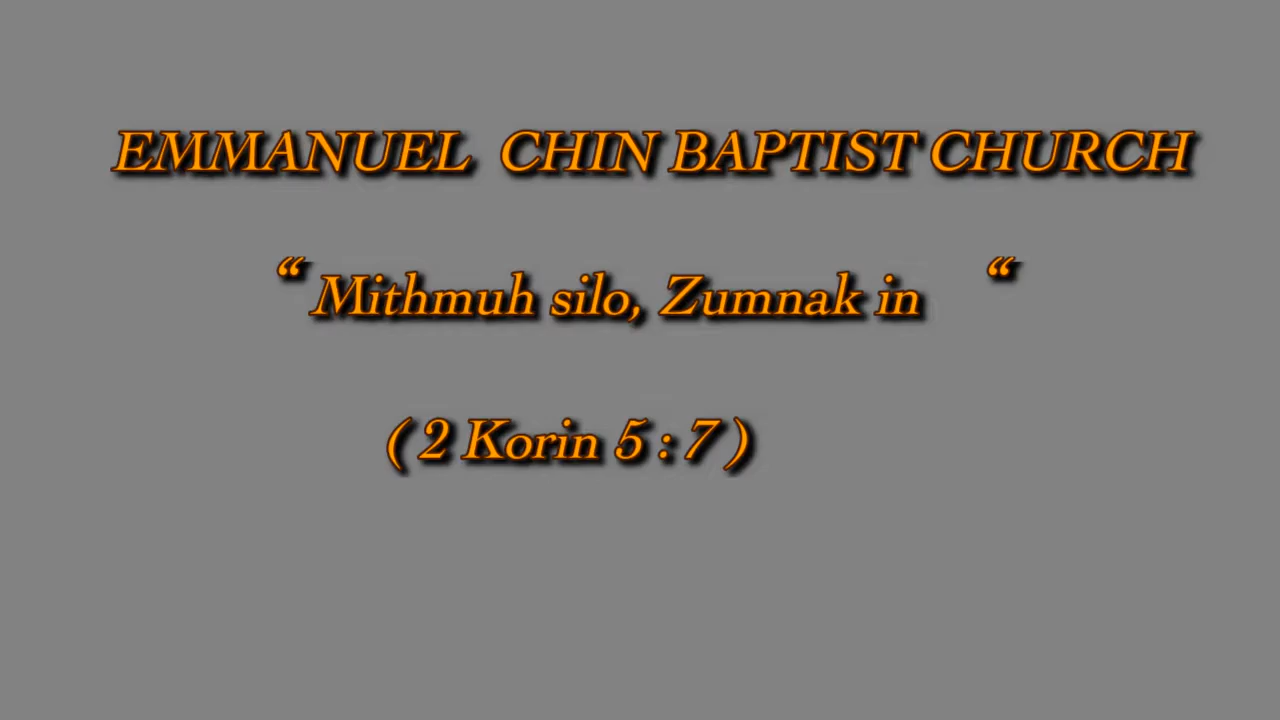 EMMANUEL CHIN BAPTIST CHURCH
“ Mithmuh silo, Zumnak in “
( 2 Korin 5 : 7 )